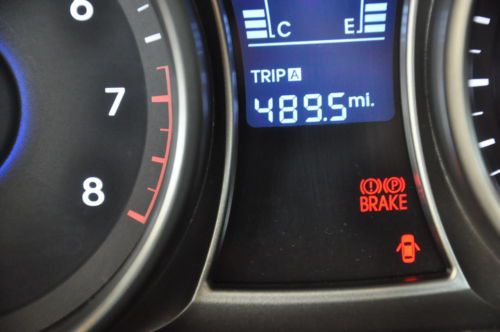 6
7
8
C E
TRIP A
489.5 mi.
(!) (P)
BRAKE